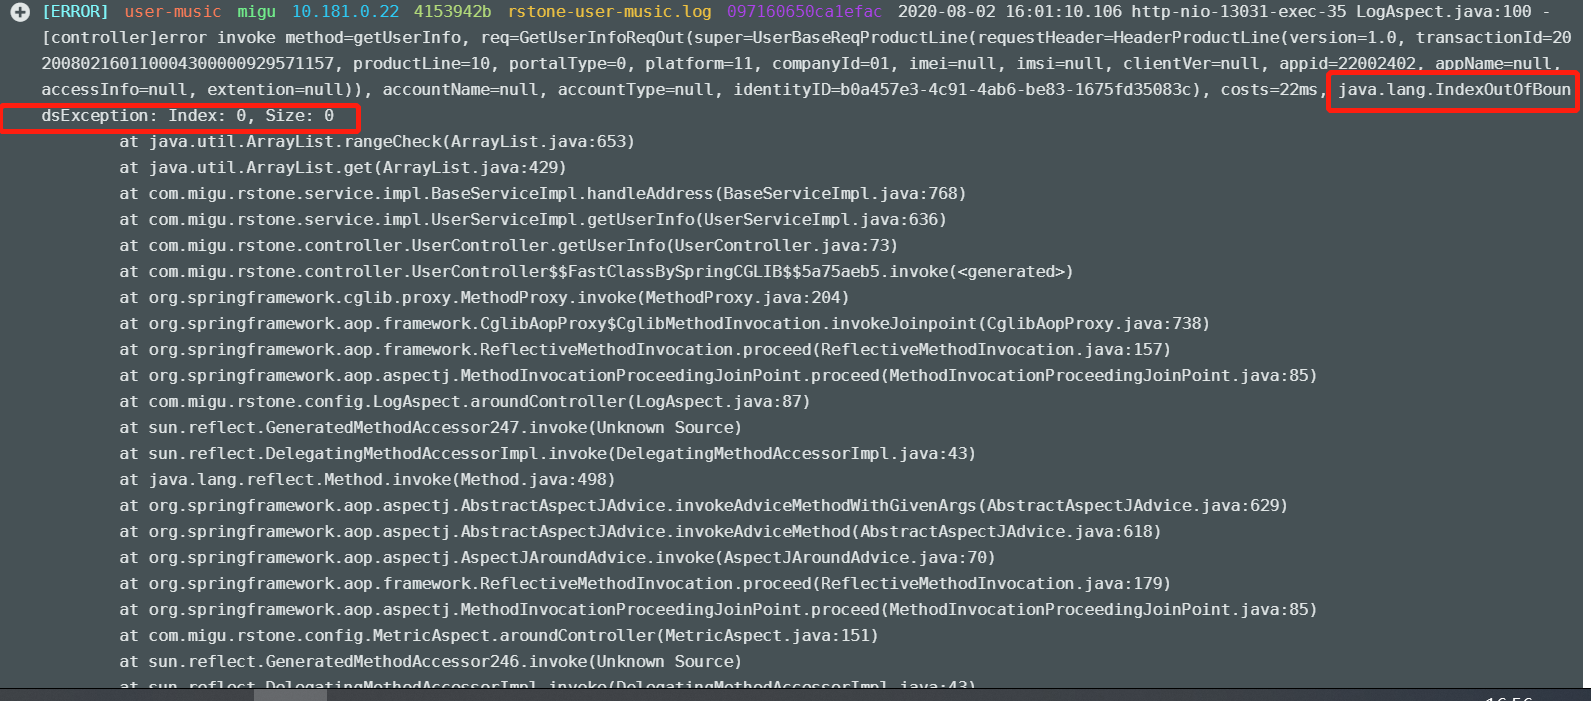 [ERROR] user-music migu 10.181.0.22 4153942b rstone-user-music.log 097160650ca1efac 2020-08-02 16:01:10.106 http-nio-13031-exec-35 LogAspect.java:100 -
[controller]error invoke method=getUserInfo, req=GetUserInfoReqOut(super=UserBaseReqProductLine(requestHeader=HeaderProductLine(version=1.0, transactionId=20
2008021601100043000009295​71157, productLine=10, portalType=0, platform=11, companyId=01, imei=null, imsi=null, clientVer=null, appid=22002402, appName=null,
accessInfo=null, extention=null)), accountName=null, accountType=null, identityID=b0a457e3-4c91-4ab6-be83-1675fd35083c), costs=22ms, java.lang.IndexOutOfBoun
dsException: Index: 0, Size: 0
at java.util.ArrayList.rangeCheck(ArrayList.java:653)
at java.util.ArrayList.get(ArrayList.java:429)
at com.migu.rstone.service.impl.BaseServiceImpl.handleAddress(BaseServiceImpl.java:768)
at com.migu.rstone.service.impl.UserServiceImpl.getUserInfo(UserServiceImpl.java:636)
at com.migu.rstone.controller.UserController.getUserInfo(UserController.java:73)
at com.migu.rstone.controller.UserController$$FastClassBySpringCGLIB$$5a75aeb5.invoke(<generated>)
at org.springframework.cglib.proxy.MethodProxy.invoke(MethodProxy.java:204)
at org.springframework.aop.framework.CglibAopProxy$CglibMethodInvocation.invokeJoinpoint(CglibAopProxy.java:738)
at org.springframework.aop.framework.ReflectiveMethodInvocation.proceed(ReflectiveMethodInvocation.java:157)
at org.springframework.aop.aspectj.MethodInvocationProceedingJoinPoint.proceed(MethodInvocationProceedingJoinPoint.java:85)
at com.migu.rstone.config.LogAspect.aroundController(LogAspect.java:87)
at sun.reflect.GeneratedMethodAccessor247.invoke(Unknown Source)
at sun.reflect.DelegatingMethodAccessorImpl.invoke(DelegatingMethodAccessorImpl.java:43)
at java.lang.reflect.Method.invoke(Method.java:498)
at org.springframework.aop.aspectj.AbstractAspectJAdvice.invokeAdviceMethodWithGivenArgs(AbstractAspectJAdvice.java:629)
at org.springframework.aop.aspectj.AbstractAspectJAdvice.invokeAdviceMethod(AbstractAspectJAdvice.java:618)
at org.springframework.aop.aspectj.AspectJAroundAdvice.invoke(AspectJAroundAdvice.java:70)
at org.springframework.aop.framework.ReflectiveMethodInvocation.proceed(ReflectiveMethodInvocation.java:179)
at org.springframework.aop.aspectj.MethodInvocationProceedingJoinPoint.proceed(MethodInvocationProceedingJoinPoint.java:85)
at com.migu.rstone.config.MetricAspect.aroundController(MetricAspect.java:151)
at sun.reflect.GeneratedMethodAccessor246.invoke(Unknown Source)
at sun.reflect.DelegatingMethodAccessorImpl.invoke(DelegatingMethodAccessorImpl.java:43)